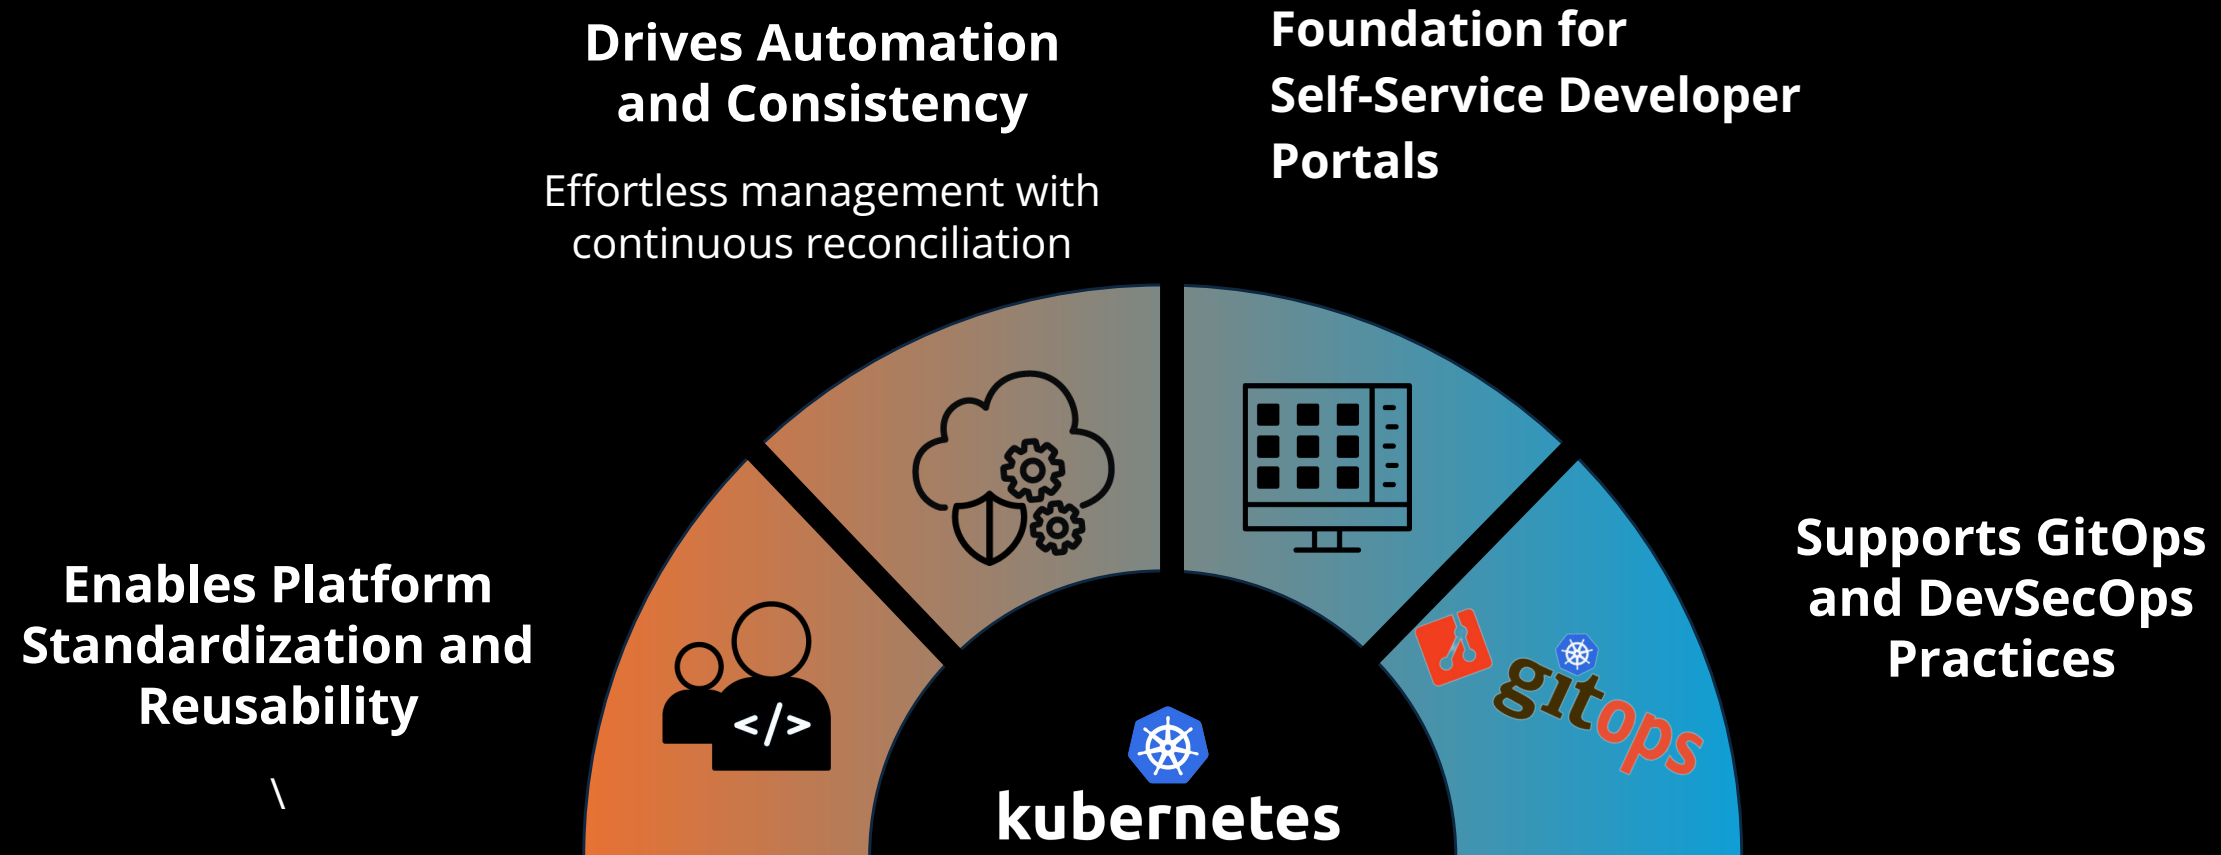 Drives Automation
and Consistency
Effortless management with
continuous reconciliation
Foundation for
Self-Service Developer
Portals
Enables Platform
Standardization and
Reusability
\
</>
Supports GitOps
and DevSecOps
Practices
gitops
kubernetes